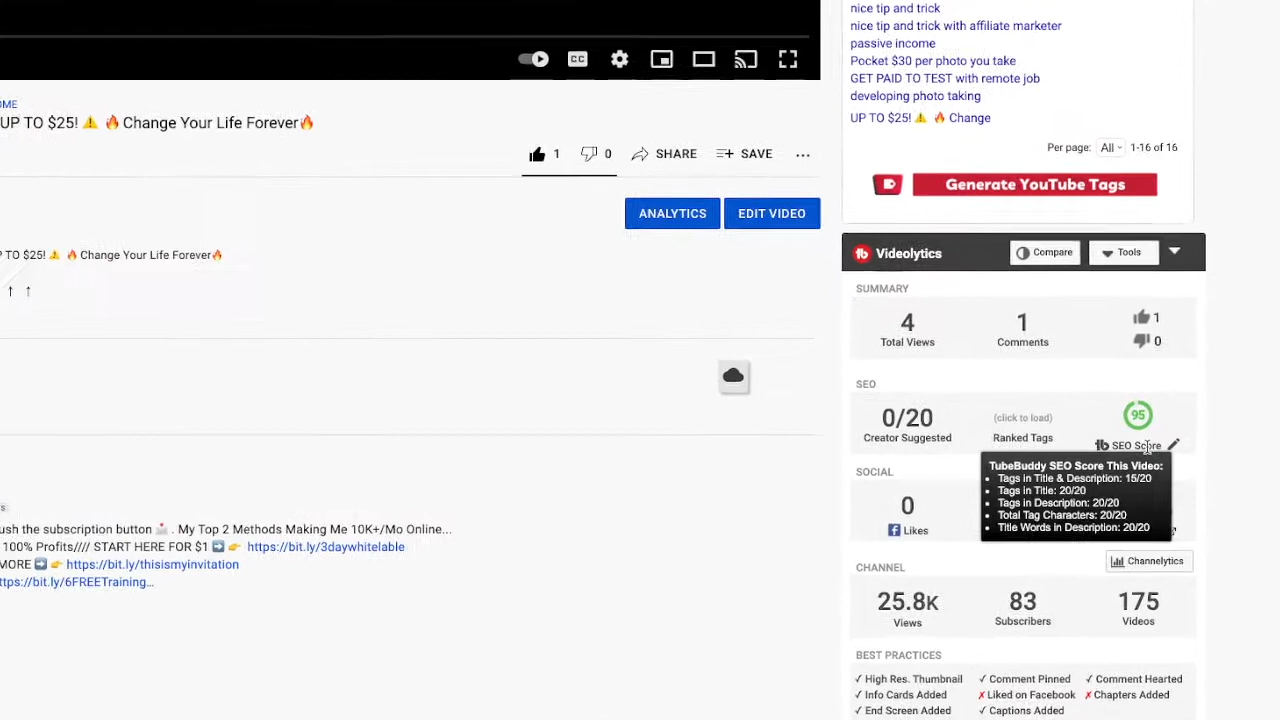 nice tip and trick
nice tip and trick with affiliate marketer
passive income
Pocket $30 per photo you take
GET PAID TO TEST with remote job
developing photo taking
UP TO $25! ⚠️ 🔥 Change
Per page: All 1-16 of 16
Generate YouTube Tags
CC
OME
UP TO $25! ⚠️ 🔥Change Your Life Forever🔥
1 0 SHARE SAVE ...
ANALYTICS EDIT VIDEO
P TO $25! ⚠️ 🔥Change Your Life Forever🔥
↑ ↑
ush the subscription button 📩 . My Top 2 Methods Making Me 10K+/Mo Online...
100% Profits//// START HERE FOR $1 ➡️ 👉 https://bit.ly/3daywhitelable
MORE ➡️ 👉 https://bit.ly/thisismyinvitation
ttps://bit.ly/6FREETraining...
tb Videolytics Compare Tools
SUMMARY
4 1 1
Total Views Comments 0
SEO
0/20 (click to load) 95
Creator Suggested Ranked Tags tb SEO Score
TubeBuddy SEO Score This Video:
• Tags in Title & Description: 15/20
• Tags in Title: 20/20
• Tags in Description: 20/20
• Total Tag Characters: 20/20
• Title Words in Description: 20/20
SOCIAL
0
f Likes
CHANNEL Channelytics
25.8K 83 175
Views Subscribers Videos
BEST PRACTICES
✓ High Res. Thumbnail ✓ Comment Pinned ✓ Comment Hearted
✓ Info Cards Added ✗ Liked on Facebook ✗ Chapters Added
✓ End Screen Added ✓ Captions Added